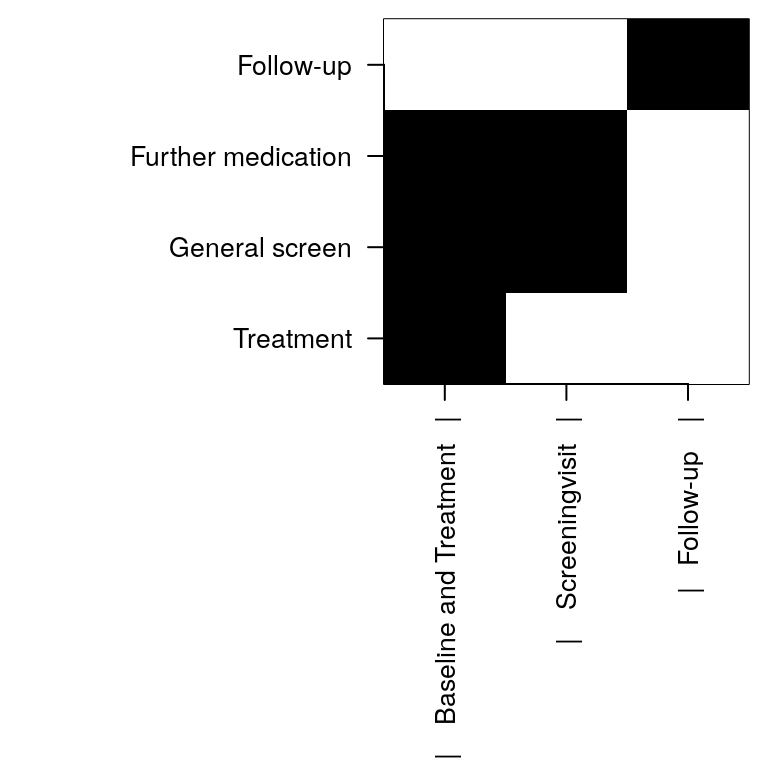 Follow-up
Further medication
General screen
Treatment
| Baseline and Treatment |
| Screeningvisit |
| Follow-up |